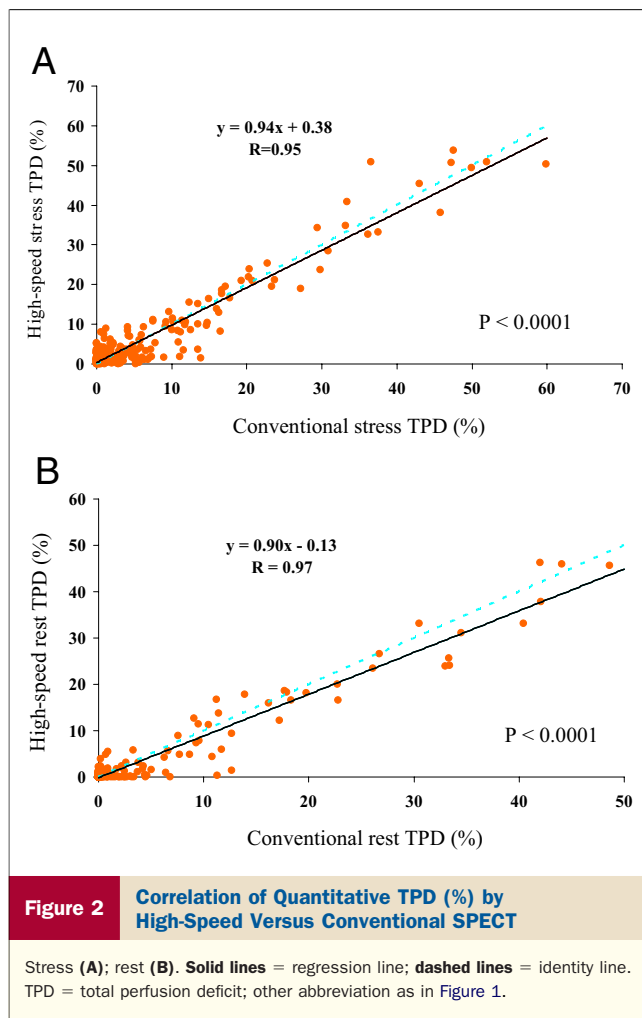 A
High-speed stress TPD (%)
70
60
50
40
30
20
10
0
y = 0.94x + 0.38
R=0.95
P < 0.0001
0 10 20 30 40 50 60 70
Conventional stress TPD (%)
B
High-speed rest TPD (%)
60
50
40
30
20
10
0
y = 0.90x - 0.13
R = 0.97
P < 0.0001
0 10 20 30 40 50
Conventional rest TPD (%)
Figure 2
Correlation of Quantitative TPD (%) by
High-Speed Versus Conventional SPECT
Stress (A); rest (B). Solid lines = regression line; dashed lines = identity line.
TPD = total perfusion deficit; other abbreviation as in Figure 1.